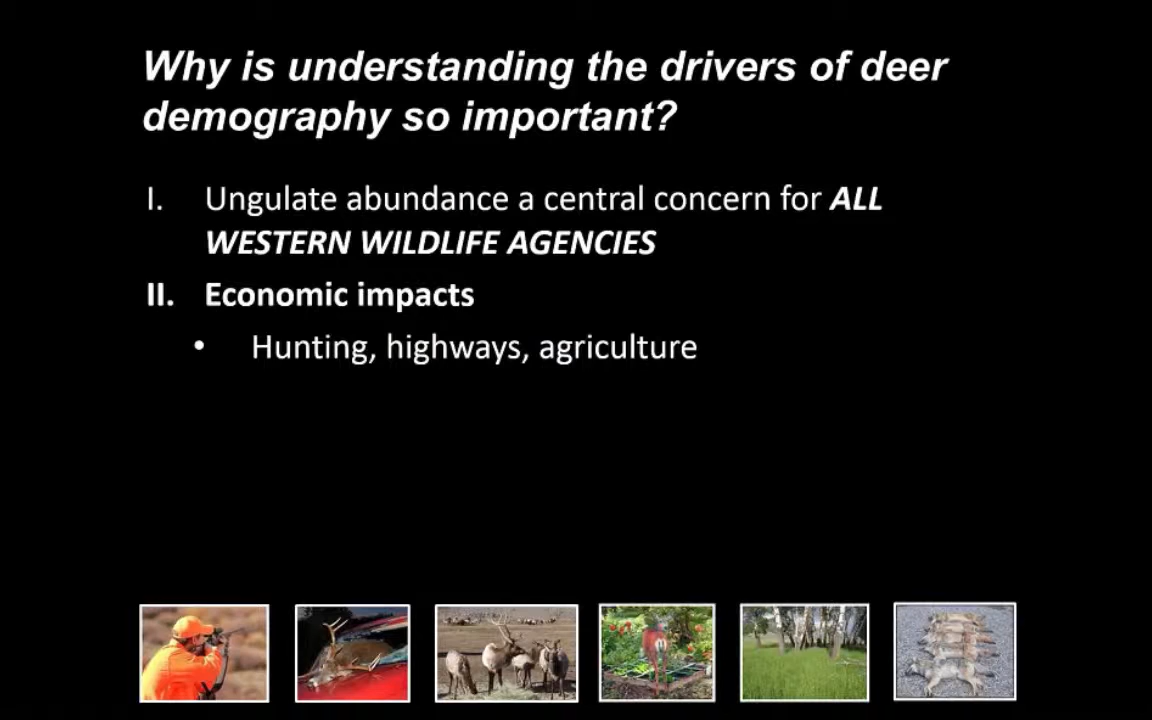 Why is understanding the drivers of deer
demography so important?
I. Ungulate abundance a central concern for ALL
WESTERN WILDLIFE AGENCIES
II. Economic impacts
• Hunting, highways, agriculture